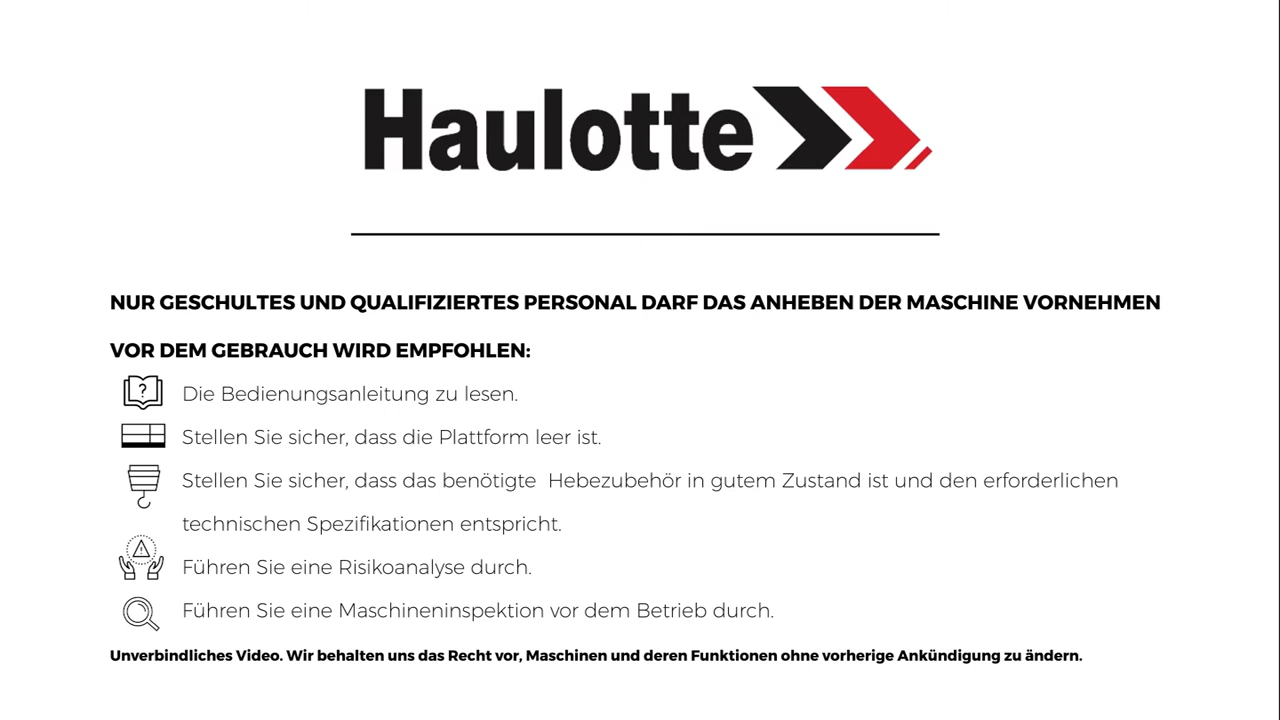 Haulotte
NUR GESCHULTES UND QUALIFIZIERTES PERSONAL DARF DAS ANHEBEN DER MASCHINE VORNEHMEN
VOR DEM GEBRAUCH WIRD EMPFOHLEN:
Die Bedienungsanleitung zu lesen.
Stellen Sie sicher, dass die Plattform leer ist.
Stellen Sie sicher, dass das benötigte  Hebezubehör in gutem Zustand ist und den erforderlichen
technischen Spezifikationen entspricht.
Führen Sie eine Risikoanalyse durch.
Führen Sie eine Maschineninspektion vor dem Betrieb durch.
Unverbindliches Video. Wir behalten uns das Recht vor, Maschinen und deren Funktionen ohne vorherige Ankündigung zu ändern.